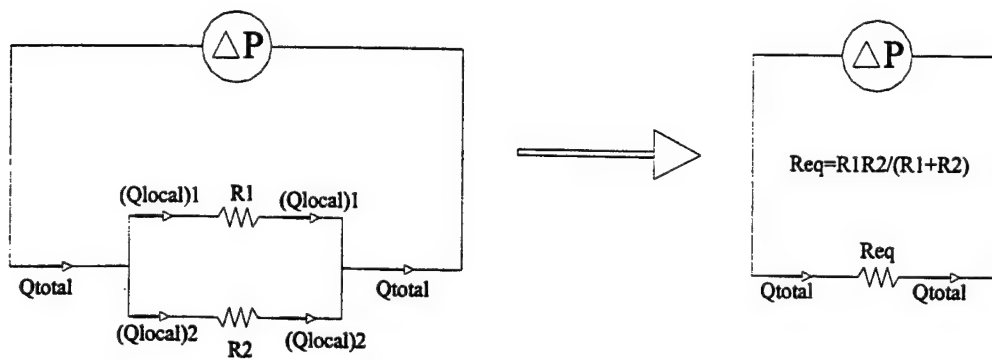 △P
△P
Req=R1R2/(R1+R2)
(Qlocal)1
R1
(Qlocal)1
Req
Qtotal
Qtotal
Qtotal
Qtotal
(Qlocal)2
R2
(Qlocal)2